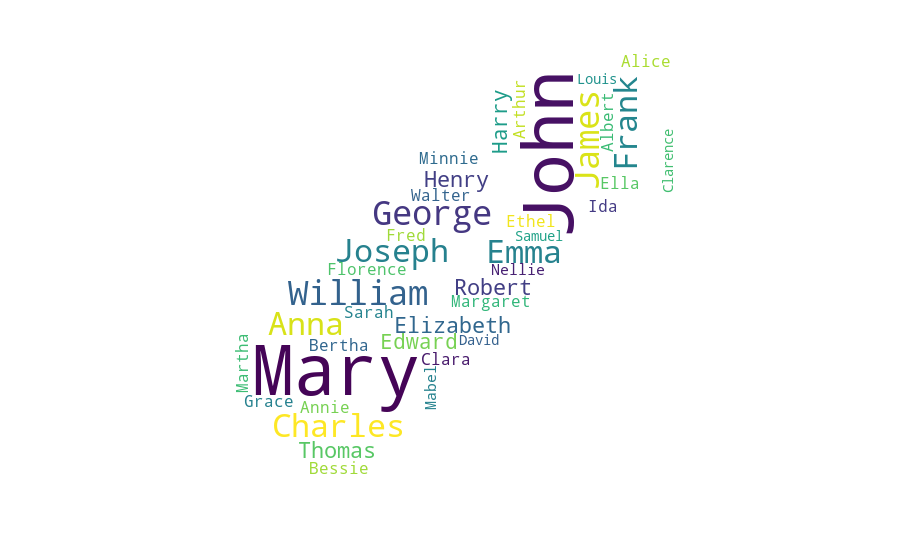 Alice
Louis
John
James
Frank
Arthur
Harry
Albert
Clarence
Minnie
Henry
Ella
Walter
Ida
George
Ethel
Fred
Samuel
Joseph
Emma
Florence
Nellie
William
Robert
Margaret
Sarah
Anna
Elizabeth
Edward
David
Bertha
Martha
Mary
Clara
Mabel
Grace
Annie
Charles
Thomas
Bessie